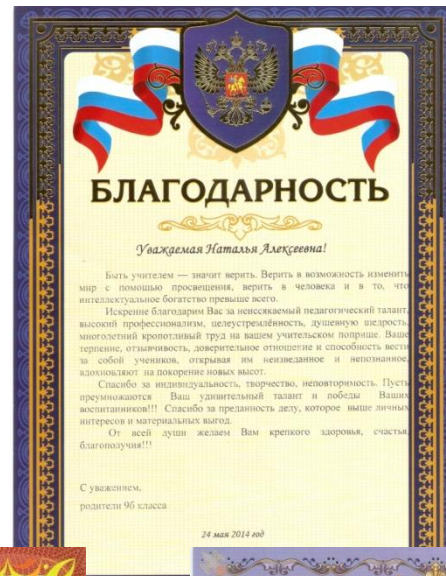 БЛАГОДАРНОСТЬ
Уважаемая Наталья Алексеевна!
Быть учителем — значит верить. Верить в возможность изменить
мир с помощью просвещения, верить в человека и в то, что
интеллектуальное богатство превыше всего.
Искренне благодарим Вас за неиссякаемый педагогический талант,
высокий профессионализм, целеустремлённость, душевную щедрость,
многолетний кропотливый труд на вашем учительском поприще. Ваше
терпение, отзывчивость, доверительное отношение и способность вести
за собой учеников, открывая им неизведанное и непознанное,
вдохновляют на покорение новых высот.
Спасибо за индивидуальность, творчество, неповторимость. Пусть
преумножаются Ваш удивительный талант и победы Ваших
воспитанников!!! Спасибо за преданность делу, которое выше личных
интересов и материальных выгод.
От всей души желаем Вам крепкого здоровья, счастья,
благополучия!!!
С уважением,
родители 9б класса
24 мая 2014 год